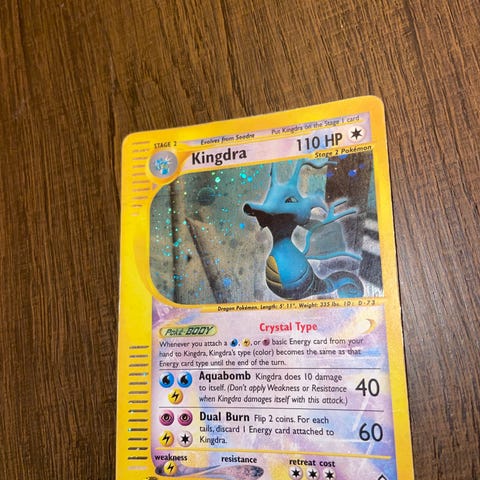 STAGE 2 Evolves from Seadra Put Kingdra on the Stage 1 card
Kingdra 110 HP
Stage 2 Pokémon
Dragon Pokémon. Length: 5' 11", Weight: 335 lbs. ID: D-73
Poké-BODY Crystal Type
Whenever you attach a , , or basic Energy card from your
hand to Kingdra, Kingdra's type (color) becomes the same as that
Energy card type until the end of the turn.
Aquabomb Kingdra does 10 damage
to itself. (Don't apply Weakness or Resistance
when Kingdra damages itself with this attack.)
40
Dual Burn Flip 2 coins. For each
tails, discard 1 Energy card attached to
Kingdra.
60
weakness resistance retreat cost